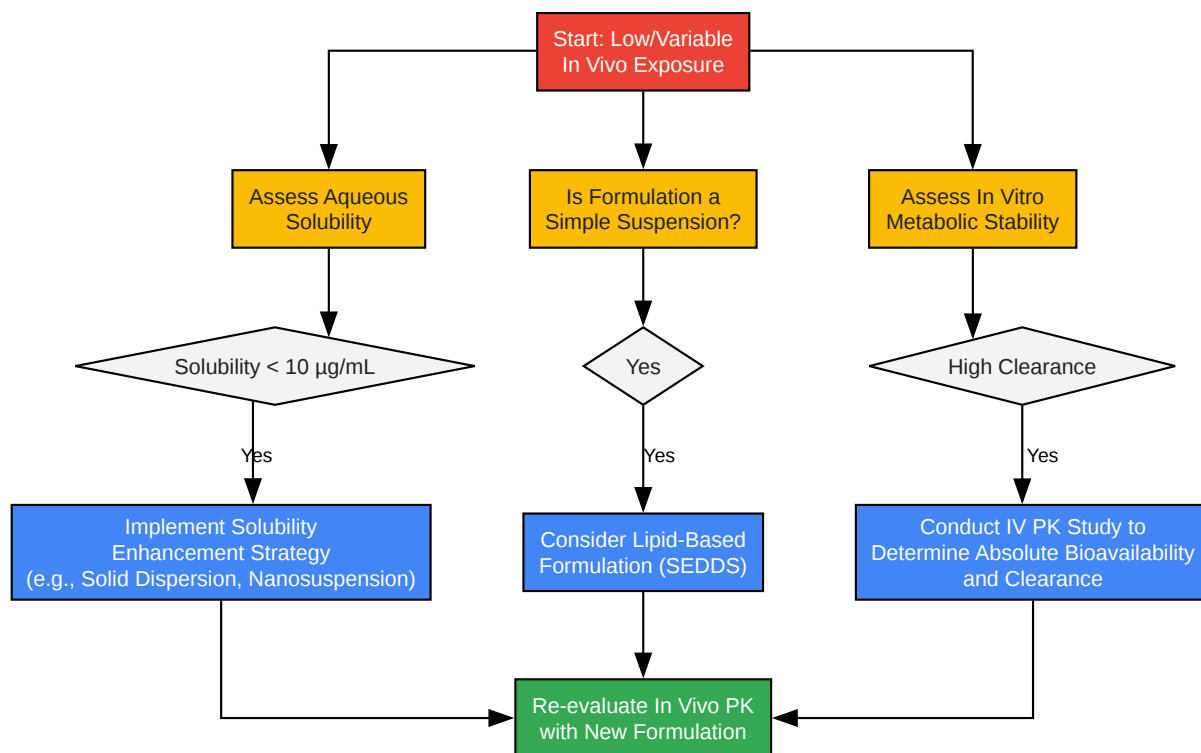 Start: Low/Variable
In Vivo Exposure
Assess Aqueous
Solubility
Is Formulation a
Simple Suspension?
Assess In Vitro
Metabolic Stability
Solubility < 10 µg/mL
Yes
High Clearance
Yes
Yes
Yes
Implement Solubility
Enhancement Strategy
(e.g., Solid Dispersion, Nanosuspension)
Consider Lipid-Based
Formulation (SEDDS)
Conduct IV PK Study to
Determine Absolute Bioavailability
and Clearance
Re-evaluate In Vivo PK
with New Formulation